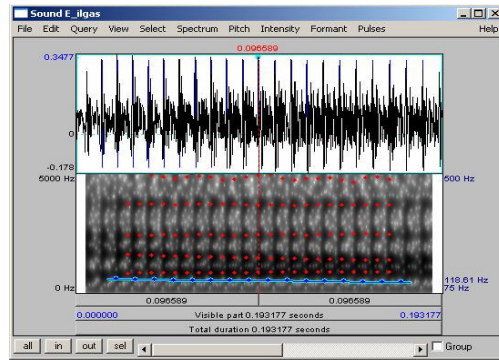 Sound E_ilgas
File Edit Query View Select Spectrum Pitch Intensity Formant Pulses Help
0.096589
0.3477
0
-0.178
5000 Hz
500 Hz
118.61 Hz
0 Hz
75 Hz
0.096589 0.096589
0.000000 Visible part 0.193177 seconds 0.193177
Total duration 0.193177 seconds
all in out sel Group